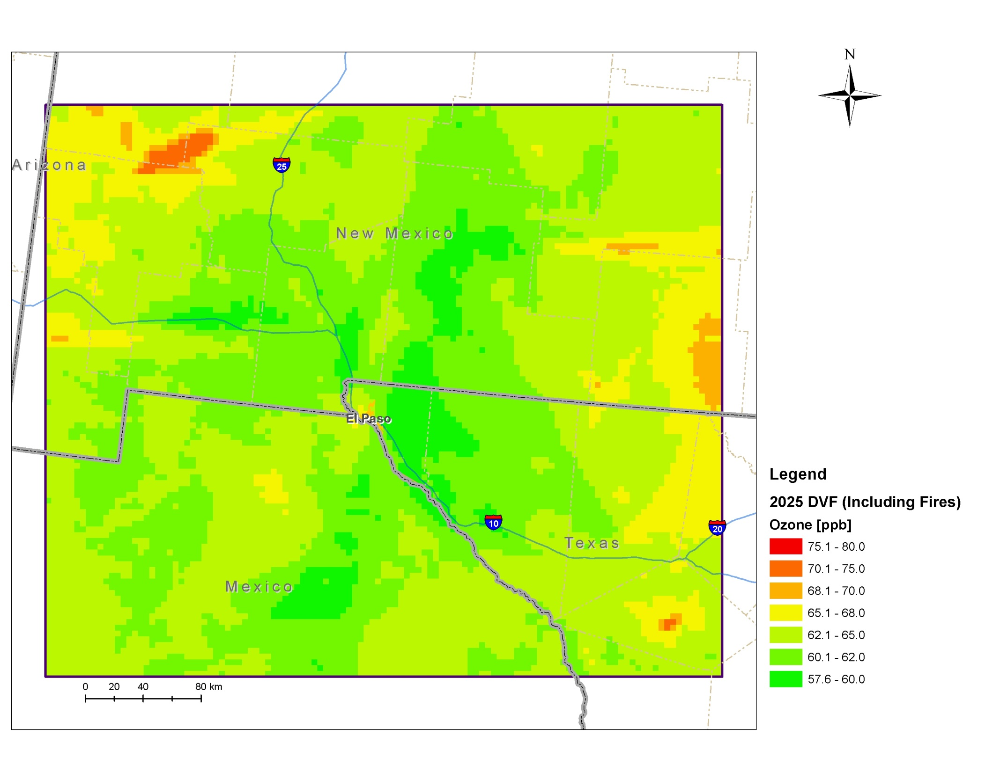 N
Arizona
25
New Mexico
El Paso
10
20
Texas
Mexico
0 20 40 80 km
Legend
2025 DVF (Including Fires)
Ozone [ppb]
75.1 - 80.0
70.1 - 75.0
68.1 - 70.0
65.1 - 68.0
62.1 - 65.0
60.1 - 62.0
57.6 - 60.0